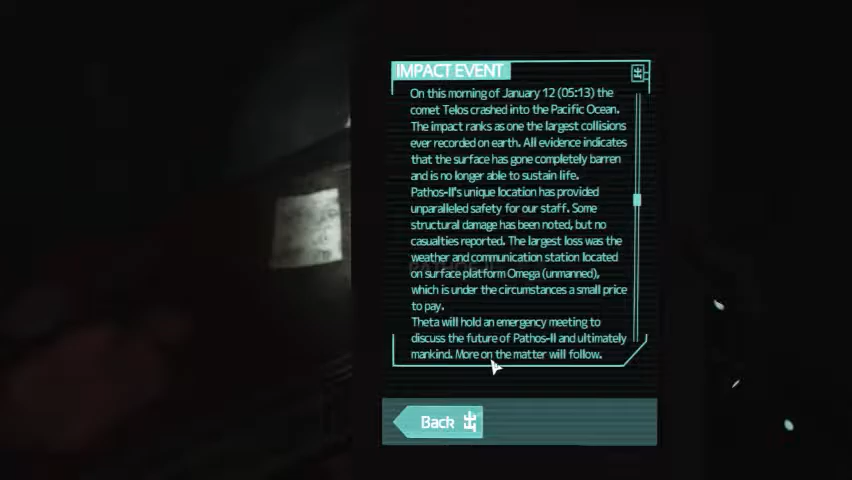 IMPACT EVENT
On this morning of January 12 (05:13) the
comet Telos crashed into the Pacific Ocean.
The impact ranks as one the largest collisions
ever recorded on earth. All evidence indicates
that the surface has gone completely barren
and is no longer able to sustain life.
Pathos-II's unique location has provided
unparalleled safety for our staff. Some
structural damage has been noted, but no
casualties reported. The largest loss was the
weather and communication station located
on surface platform Omega (unmanned),
which is under the circumstances a small price
to pay.
Theta will hold an emergency meeting to
discuss the future of Pathos-II and ultimately
mankind. More on the matter will follow.
Back